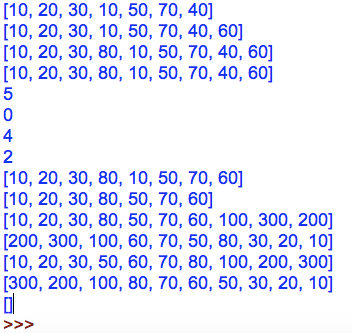 [10, 20, 30, 10, 50, 70, 40]
[10, 20, 30, 10, 50, 70, 40, 60]
[10, 20, 30, 80, 10, 50, 70, 40, 60]
[10, 20, 30, 80, 10, 50, 70, 40, 60]
5
0
4
2
[10, 20, 30, 80, 10, 50, 70, 60]
[10, 20, 30, 80, 50, 70, 60]
[10, 20, 30, 80, 50, 70, 60, 100, 300, 200]
[200, 300, 100, 60, 70, 50, 80, 30, 20, 10]
[10, 20, 30, 50, 60, 70, 80, 100, 200, 300]
[300, 200, 100, 80, 70, 60, 50, 30, 20, 10]
[]
>>>